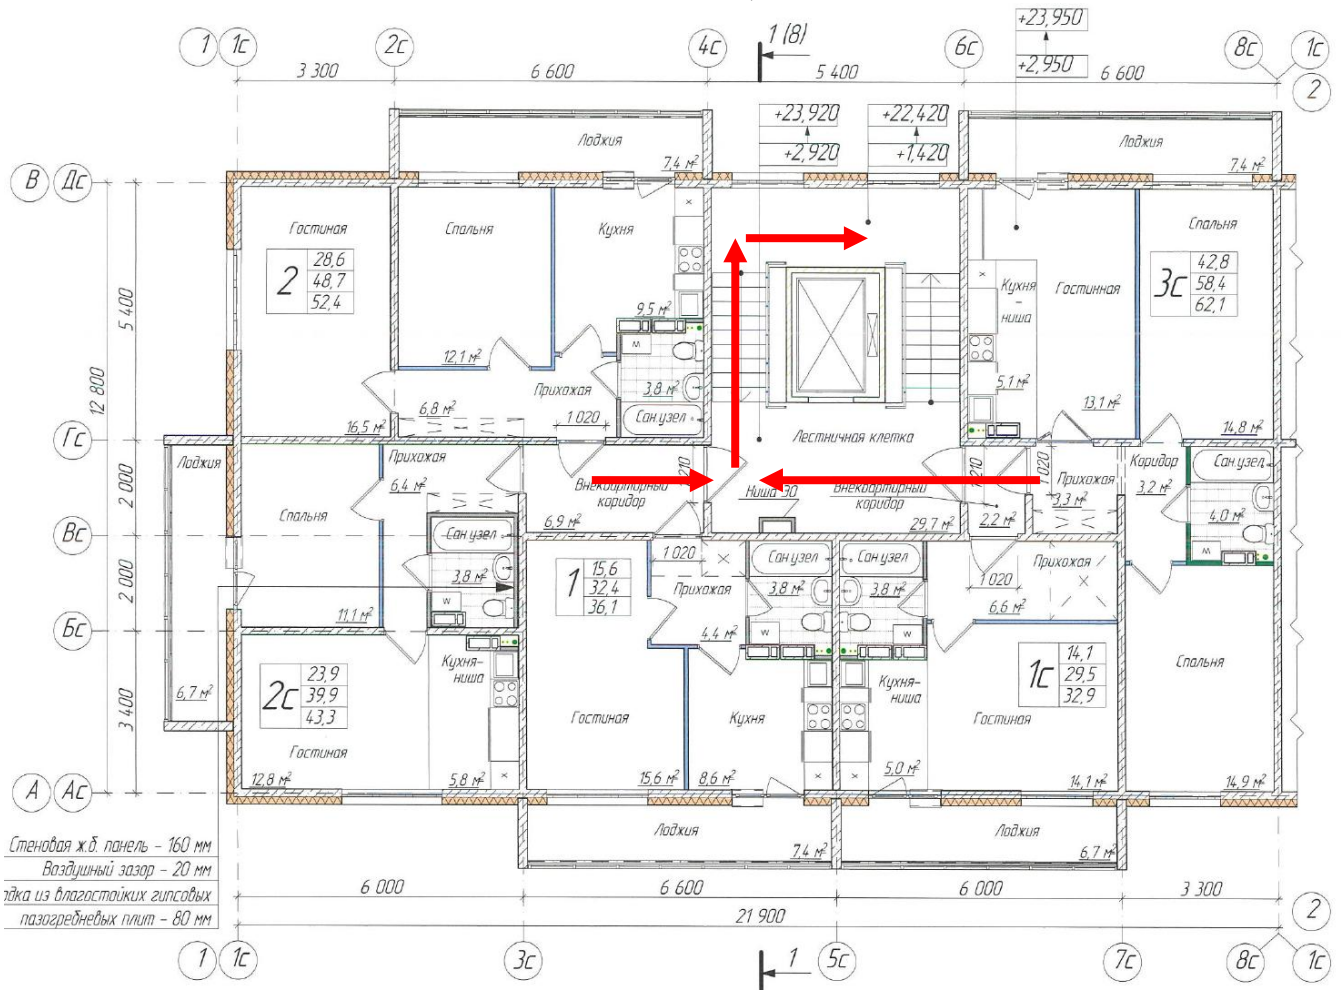 +23,950
+2,950
1 1с 2с 4с 1 (8) 6с 8с 1с
2
3 300 6 600 5 400 6 600
+23,920
+2,920
+22,420
+1,420
Лоджия
7.4 м²
Лоджия
7.4 м²
В Дс
Гостиная
2
28,6
48,7
52,4
16,5 м²
Спальня
12,1 м²
Кухня
9,5 м²
Прихожая
6,8 м²
1 020
3,8 м²
Сан.узел
Кухня
-
ниша
5,1 м²
Гостинная
13,1 м²
Спальня
3с
42,8
58,4
62,1
14,8 м²
5 400
12 800
Гс
2 000
Вс
2 000
Бс
3 400
А Ас
Лестничная клетка
Лоджия
6,7 м²
Прихожая
6,4 м²
Спальня
11,1 м²
Сан.узел
3,8 м²
W
Внеквартирный
коридор
6,9 м²
Ниша 30
Внеквартирный
коридор
29,7 м²
2,2 м²
1 020
Прихожая
3,3 м²
Коридор
3,2 м²
Сан.узел
4,0 м²
W
1
15,6
32,4
36,1
1 020
Прихожая
4,4 м²
Сан.узел
3,8 м²
W
Сан.узел
3,8 м²
W
1 020
Прихожая
6,6 м²
2с
23,9
39,9
43,3
Гостиная
12,8 м²
Кухня-
ниша
5,8 м²
Гостиная
15,6 м²
Кухня
8,6 м²
Кухня-
ниша
5,0 м²
Гостиная
1с
14,1
29,5
32,9
14,1 м²
Спальня
14,9 м²
Лоджия
7,4 м²
Лоджия
6,7 м²
Стеновая ж.б. панель - 160 мм
Воздушный зазор - 20 мм
из влагостойких гипсовых
пазогребневых плит - 80 мм
6 000 6 600 6 000 3 300
21 900
2
1 1с 3с 1 5с 7с 8с 1с